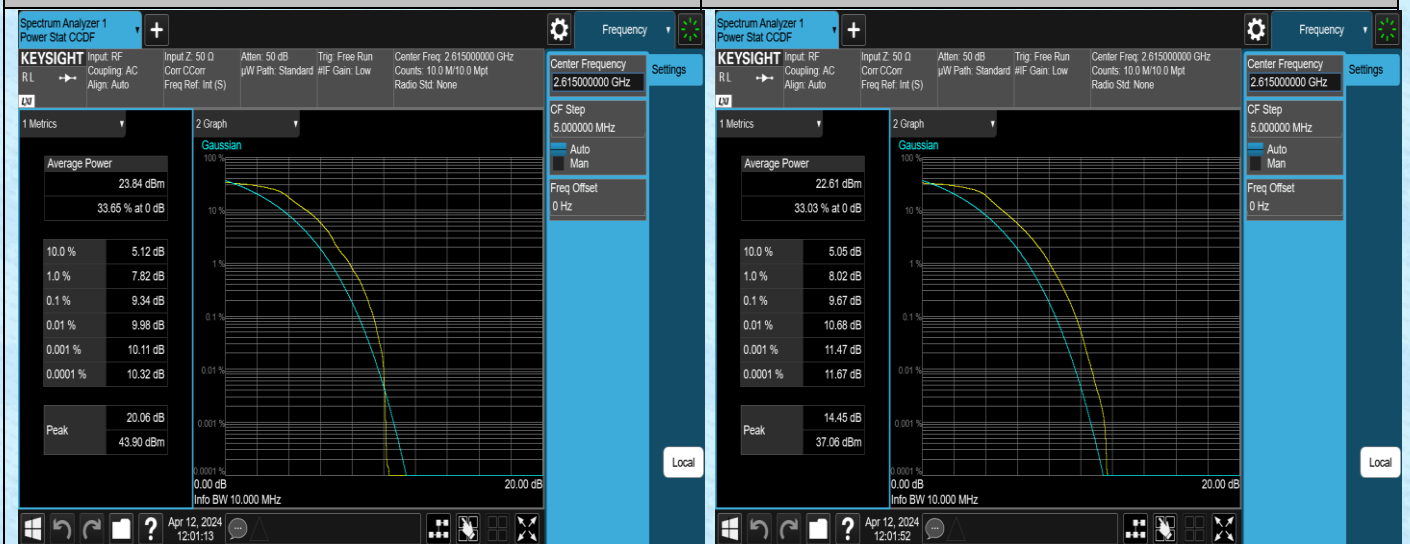 Spectrum Analyzer 1
Power Stat CCDF
+
Frequency
KEYSIGHT
Input: RF
Input Z: 50 Ω
Atten: 50 dB
Trig: Free Run
Center Freq: 2.615000000 GHz
R L
Coupling: AC
Corr CCorr
µW Path: Standard
#IF Gain: Low
Counts: 10.0 M/10.0 Mpt
Align: Auto
Freq Ref: Int (S)
Radio Std: None
LXI
Center Frequency
2.615000000 GHz
Settings
CF Step
5.000000 MHz
Auto
Man
Freq Offset
0 Hz
1 Metrics
2 Graph
Average Power
23.84 dBm
33.65 % at 0 dB
10.0 % 5.12 dB
1.0 % 7.82 dB
0.1 % 9.34 dB
0.01 % 9.98 dB
0.001 % 10.11 dB
0.0001 % 10.32 dB
Peak
20.06 dB
43.90 dBm
Gaussian
100 %
10 %
1 %
0.1 %
0.01 %
0.001 %
0.0001 %
0.00 dB
20.00 dB
Info BW 10.000 MHz
Local
?
Apr 12, 2024
12:01:13
Spectrum Analyzer 1
Power Stat CCDF
+
Frequency
KEYSIGHT
Input: RF
Input Z: 50 Ω
Atten: 50 dB
Trig: Free Run
Center Freq: 2.615000000 GHz
R L
Coupling: AC
Corr CCorr
µW Path: Standard
#IF Gain: Low
Counts: 10.0 M/10.0 Mpt
Align: Auto
Freq Ref: Int (S)
Radio Std: None
LXI
Center Frequency
2.615000000 GHz
Settings
CF Step
5.000000 MHz
Auto
Man
Freq Offset
0 Hz
1 Metrics
2 Graph
Average Power
22.61 dBm
33.03 % at 0 dB
10.0 % 5.05 dB
1.0 % 8.02 dB
0.1 % 9.67 dB
0.01 % 10.68 dB
0.001 % 11.47 dB
0.0001 % 11.67 dB
Peak
14.45 dB
37.06 dBm
Gaussian
100 %
10 %
1 %
0.1 %
0.01 %
0.001 %
0.0001 %
0.00 dB
20.00 dB
Info BW 10.000 MHz
Local
?
Apr 12, 2024
12:01:52